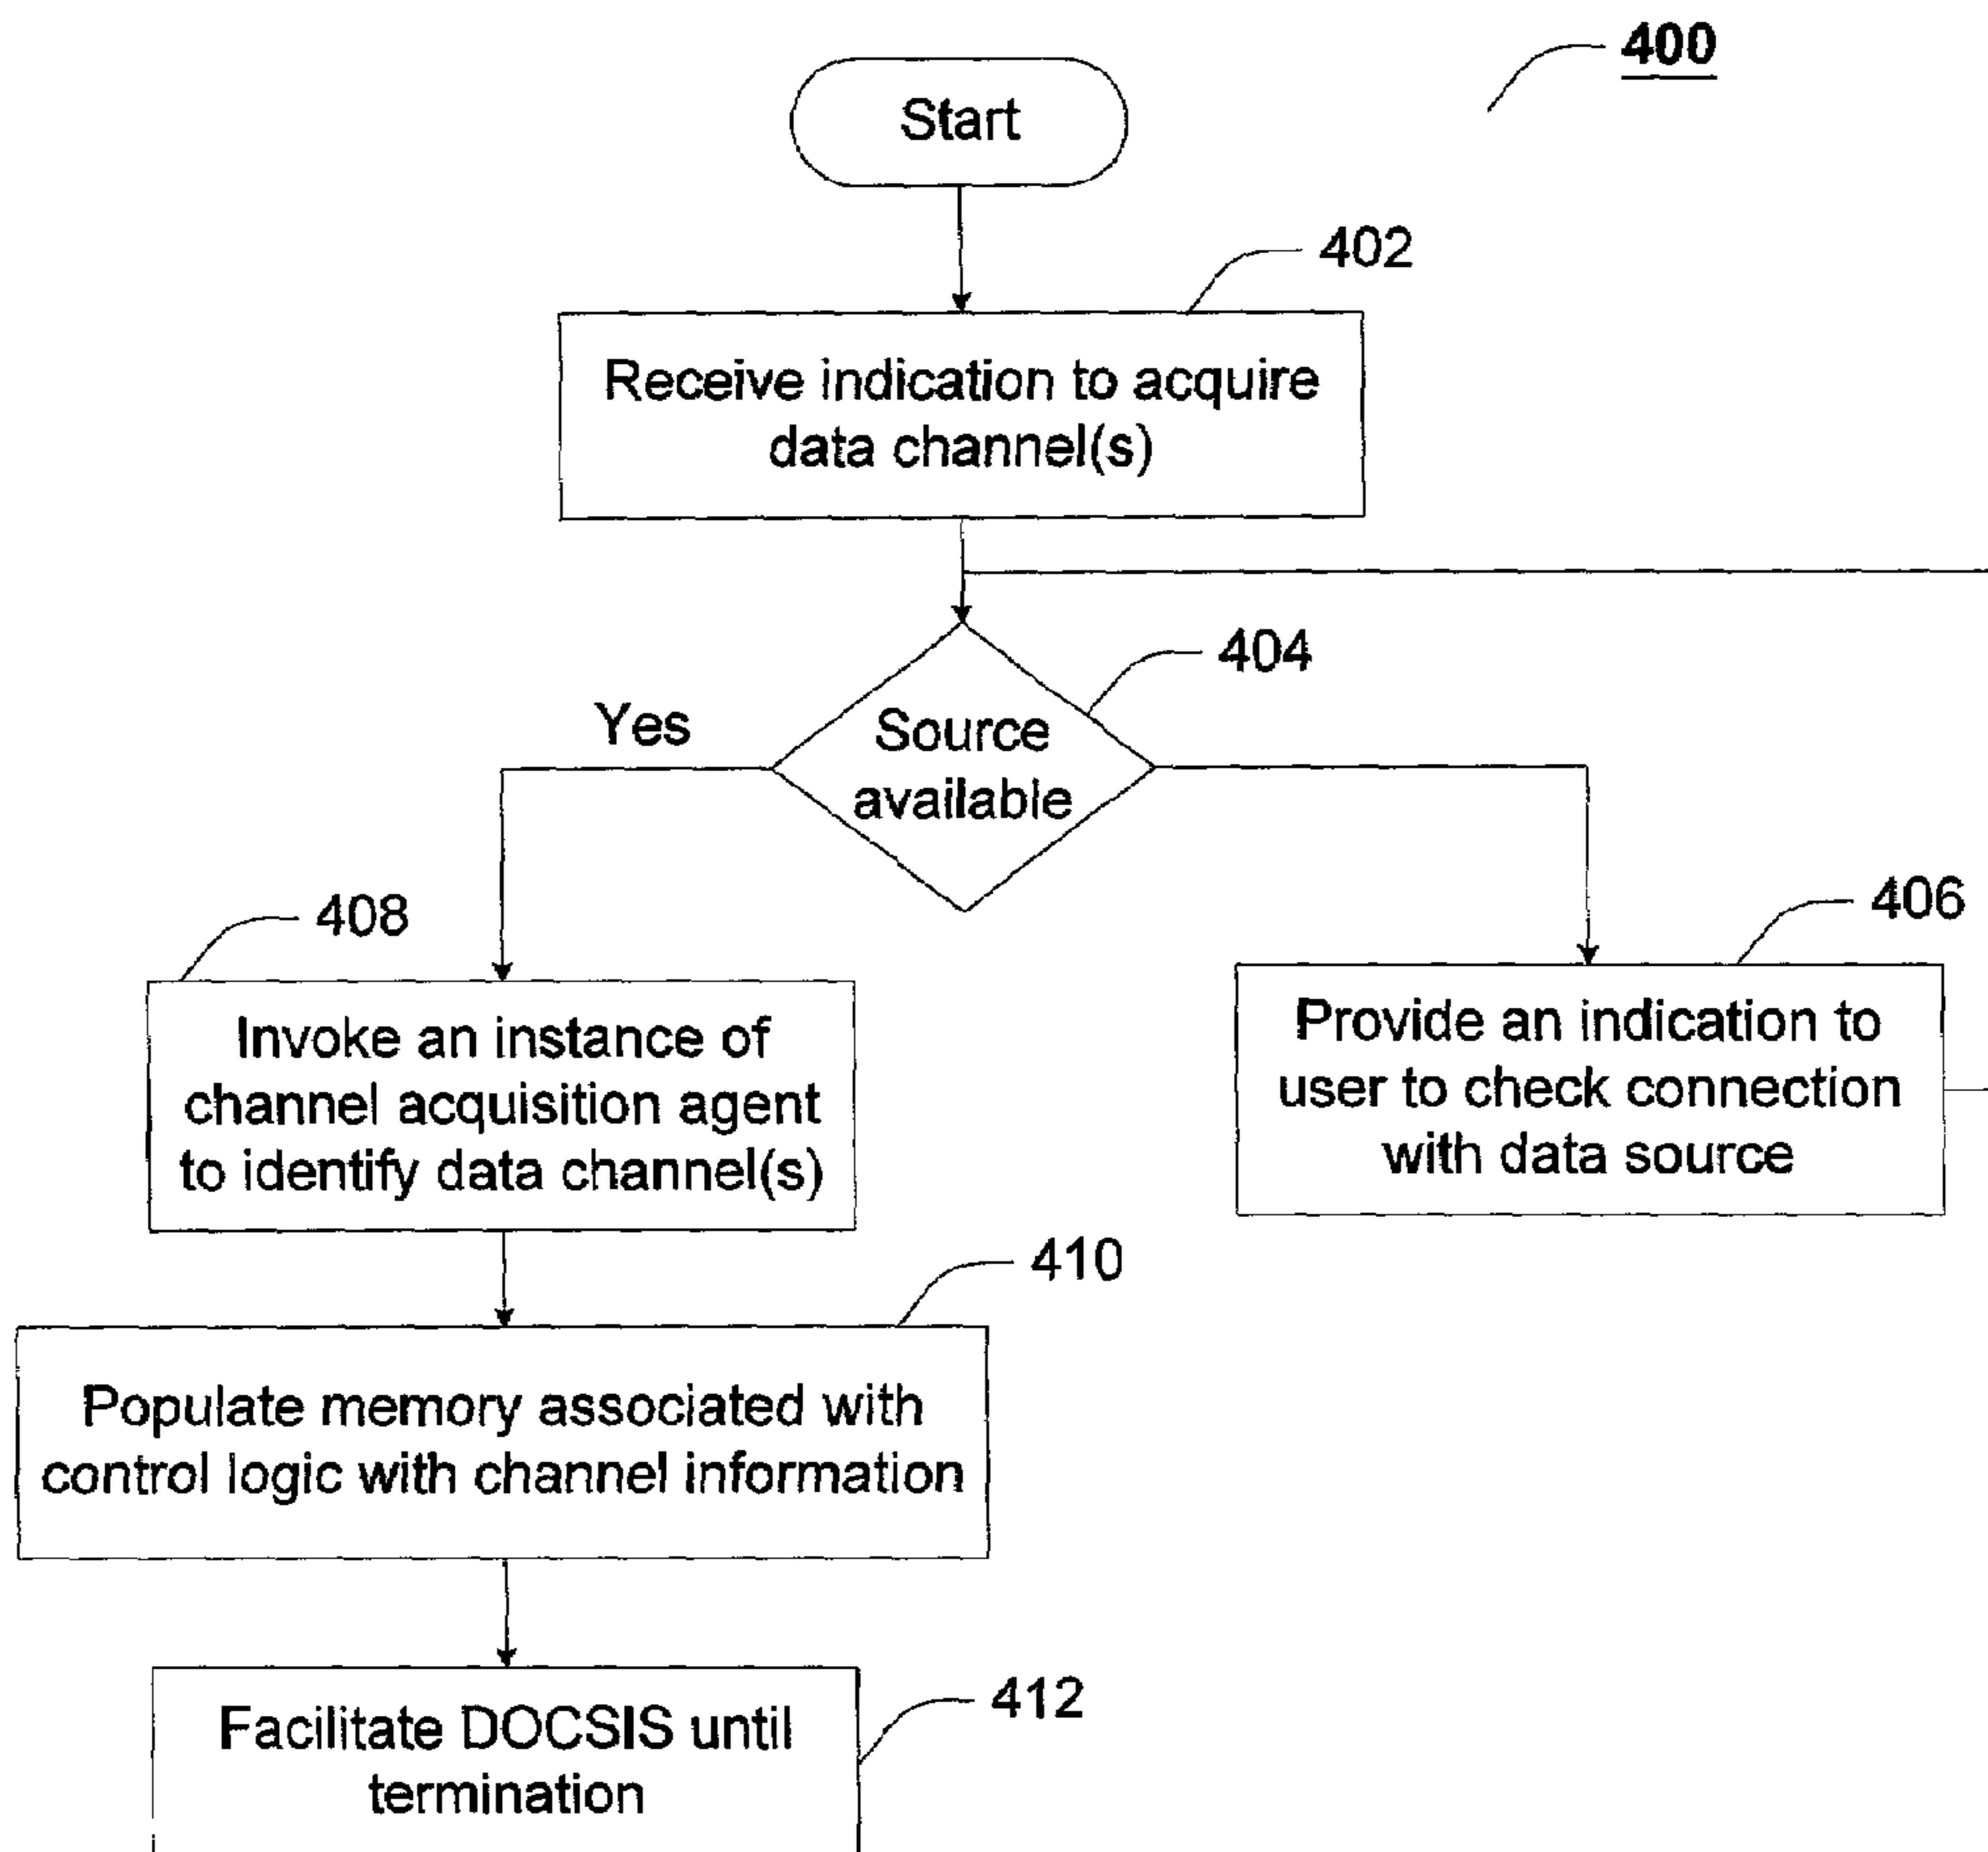 400
Start
402
Receive indication to acquire
data channel(s)
404
Yes
Source
available
408
406
Invoke an instance of
channel acquisition agent
to identify data channel(s)
Provide an indication to
user to check connection
with data source
410
Populate memory associated with
control logic with channel information
412
Facilitate DOCSIS until
termination